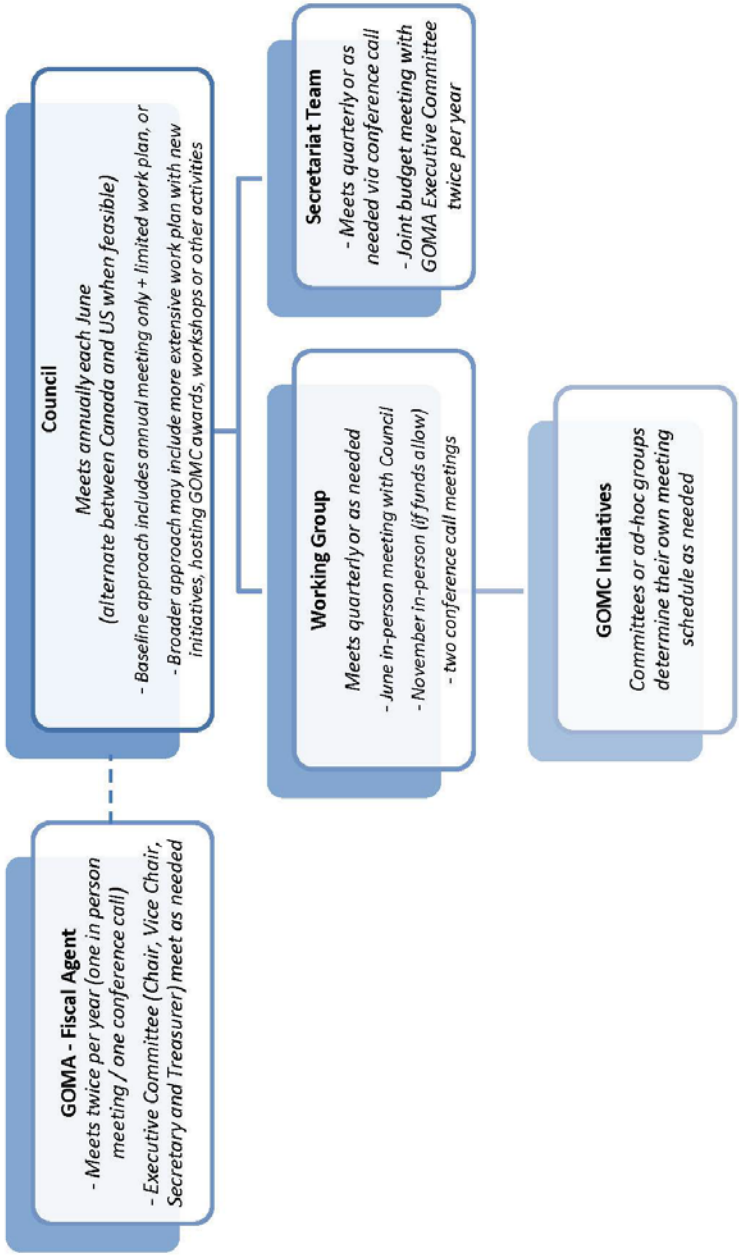 GOMA - Fiscal Agent
- Meets twice per year (one in person
meeting / one conference call)
- Executive Committee (Chair, Vice Chair,
Secretary and Treasurer) meet as needed
Council
Meets annually each June
(alternate between Canada and US when feasible)
- Baseline approach includes annual meeting only + limited work plan, or
- Broader approach may include more extensive work plan with new
initiatives, hosting GOMC awards, workshops or other activities
Working Group
Meets quarterly or as needed
- June in-person meeting with Council
- November in-person (if funds allow)
- two conference call meetings
Secretariat Team
- Meets quarterly or as
needed via conference call
- Joint budget meeting with
GOMA Executive Committee
twice per year
GOMC Initiatives
Committees or ad-hoc groups
determine their own meeting
schedule as needed